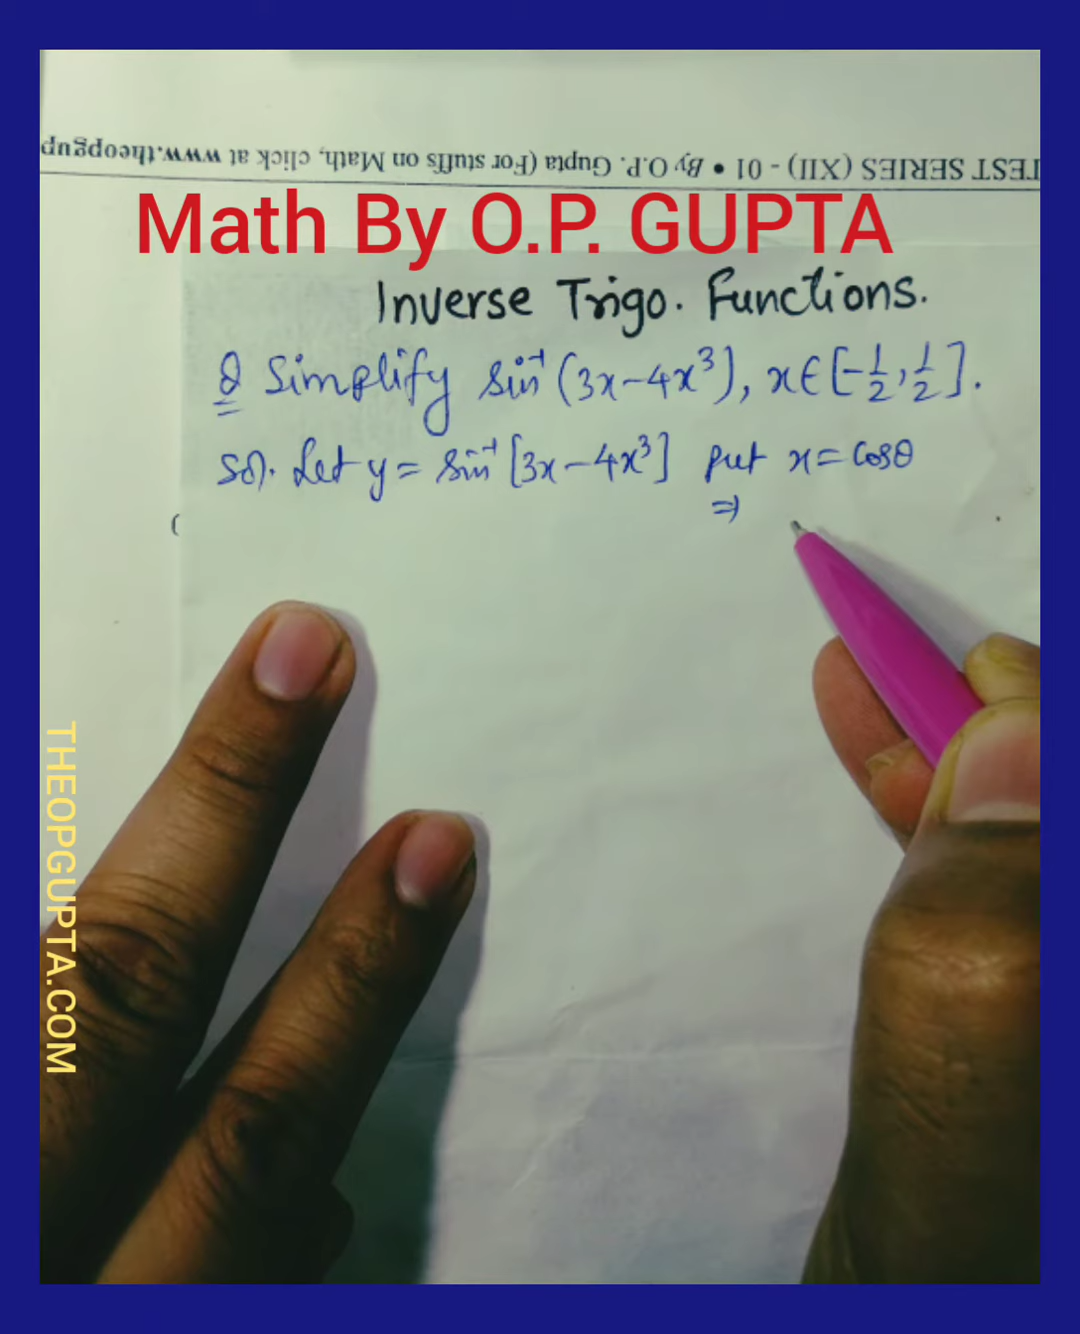 TEST SERIES (XII) - 01 • By O.P. Gupta (For stuffs on Math, click at www.theopgup
Math By O.P. GUPTA
Inverse Trigo. Functions.
Q Simplify sin⁻¹ (3x-4x³), x∈[-1/2, 1/2].
Sol. Let y = sin⁻¹ [3x-4x³] put x = cosθ
⇒
)
THEOPGUPTA.COM